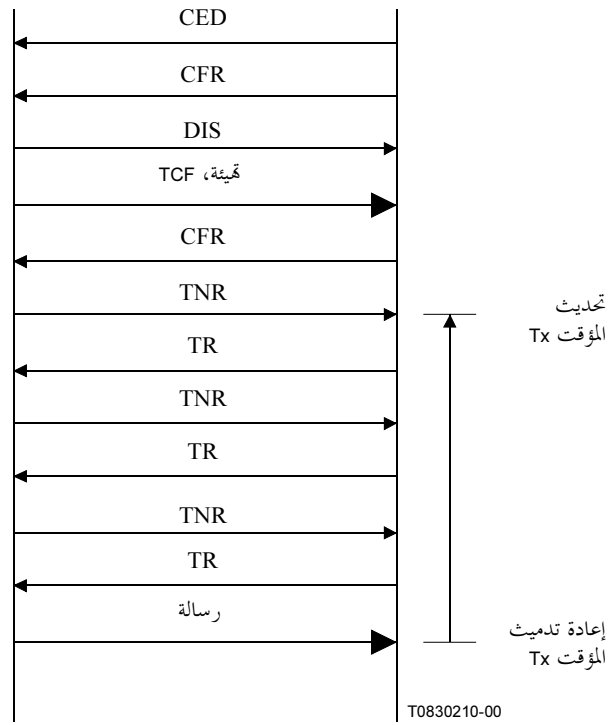 CED
CFR
DIS
تهيئة، TCF
CFR
TNR
تحديث
المؤقت Tx
TR
TNR
TR
TNR
TR
رسالة
إعادة تدميث
المؤقت Tx
T0830210-00